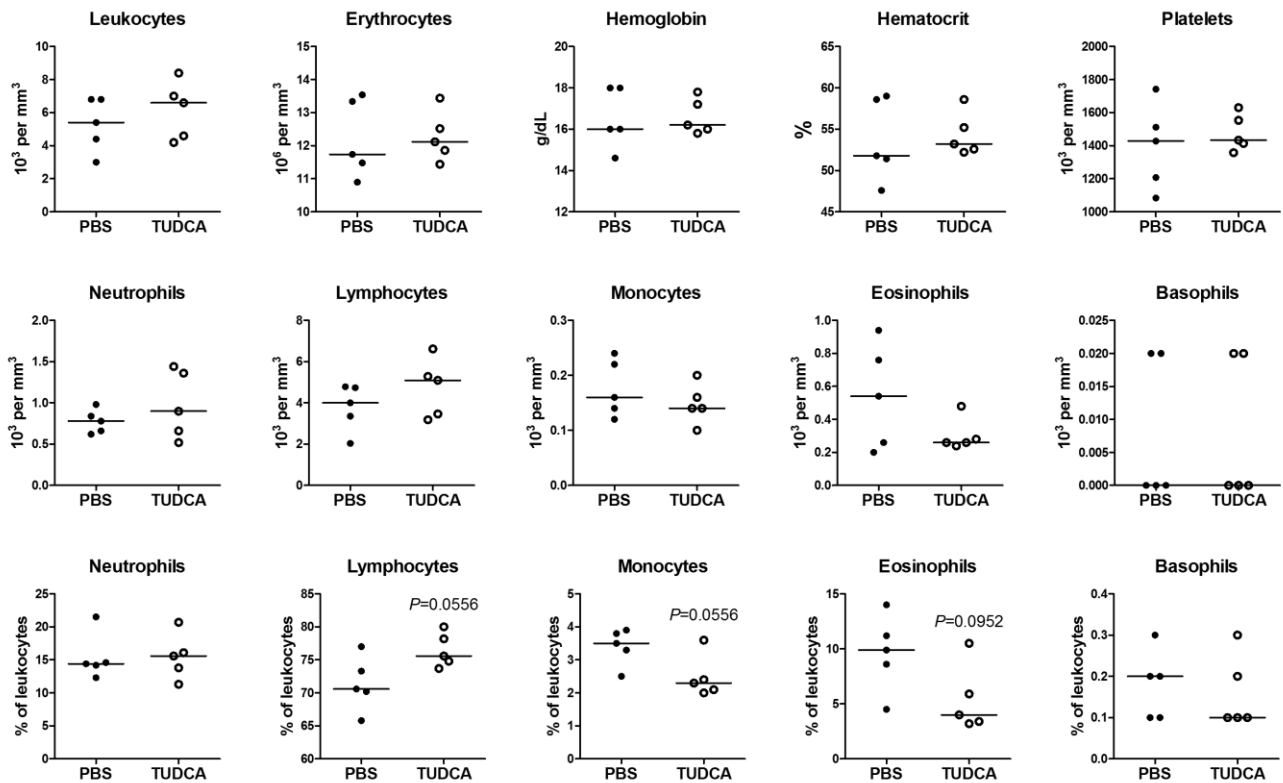 Leukocytes
10³ per mm³
10
8
6
4
2
0
PBS TUDCA
Erythrocytes
10⁶ per mm³
15
14
13
12
11
10
PBS TUDCA
Hemoglobin
g/dL
20
18
16
14
12
PBS TUDCA
Hematocrit
%
65
60
55
50
45
PBS TUDCA
Platelets
10³ per mm³
2000
1800
1600
1400
1200
1000
PBS TUDCA
Neutrophils
10³ per mm³
2.0
1.5
1.0
0.5
0.0
PBS TUDCA
Lymphocytes
10³ per mm³
8
6
4
2
0
PBS TUDCA
Monocytes
10³ per mm³
0.3
0.2
0.1
0.0
PBS TUDCA
Eosinophils
10³ per mm³
1.0
0.8
0.6
0.4
0.2
0.0
PBS TUDCA
Basophils
10³ per mm³
0.025
0.020
0.015
0.010
0.005
0.000
PBS TUDCA
Neutrophils
% of leukocytes
25
20
15
10
5
0
PBS TUDCA
Lymphocytes
P=0.0556
% of leukocytes
85
80
75
70
65
60
PBS TUDCA
Monocytes
P=0.0556
% of leukocytes
5
4
3
2
1
0
PBS TUDCA
Eosinophils
P=0.0952
% of leukocytes
15
10
5
0
PBS TUDCA
Basophils
% of leukocytes
0.4
0.3
0.2
0.1
0.0
PBS TUDCA